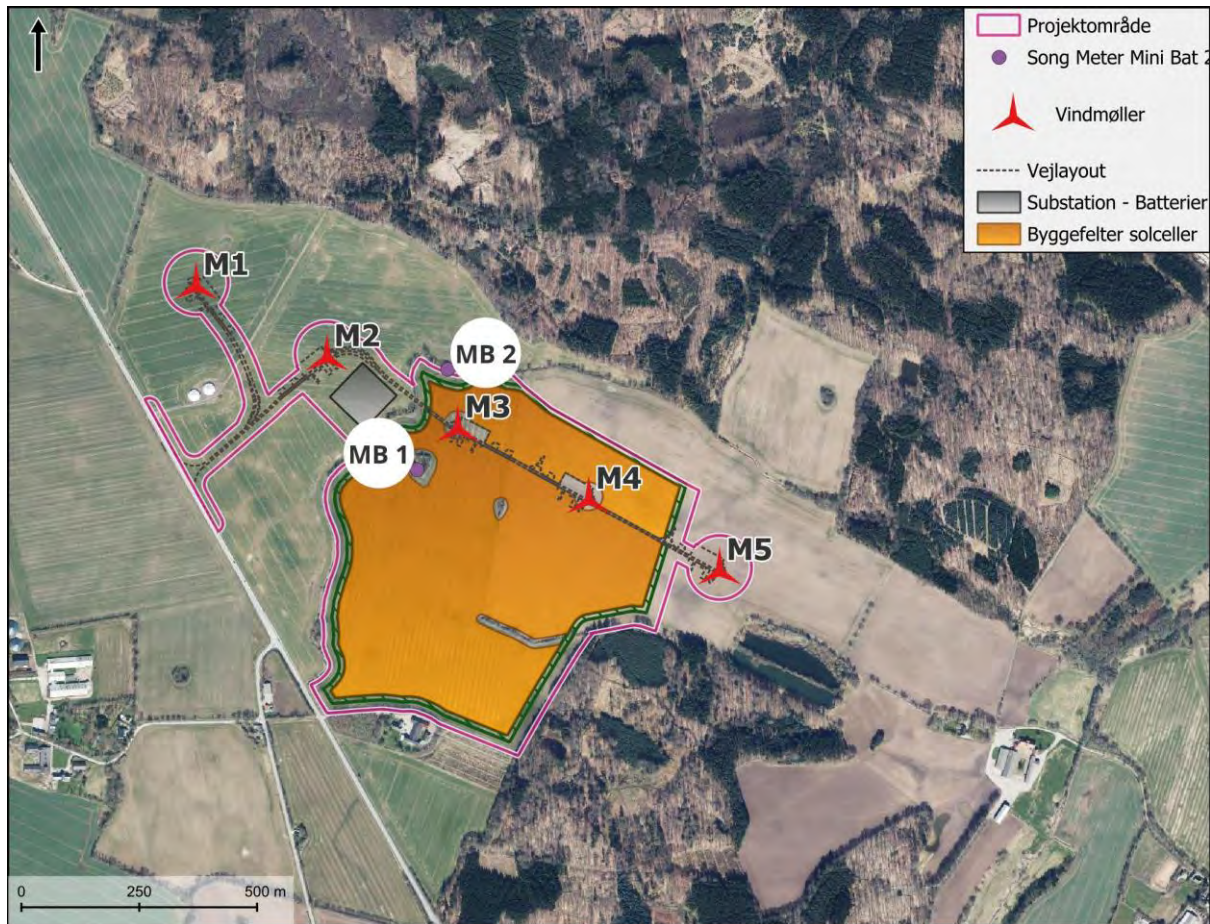 Projektområde
Song Meter Mini Bat 2
Vindmøller
Vejlayout
Substation - Batterier
Byggefelter solceller
M1
M2
MB 2
M3
MB 1
M4
M5
0 250 500 m